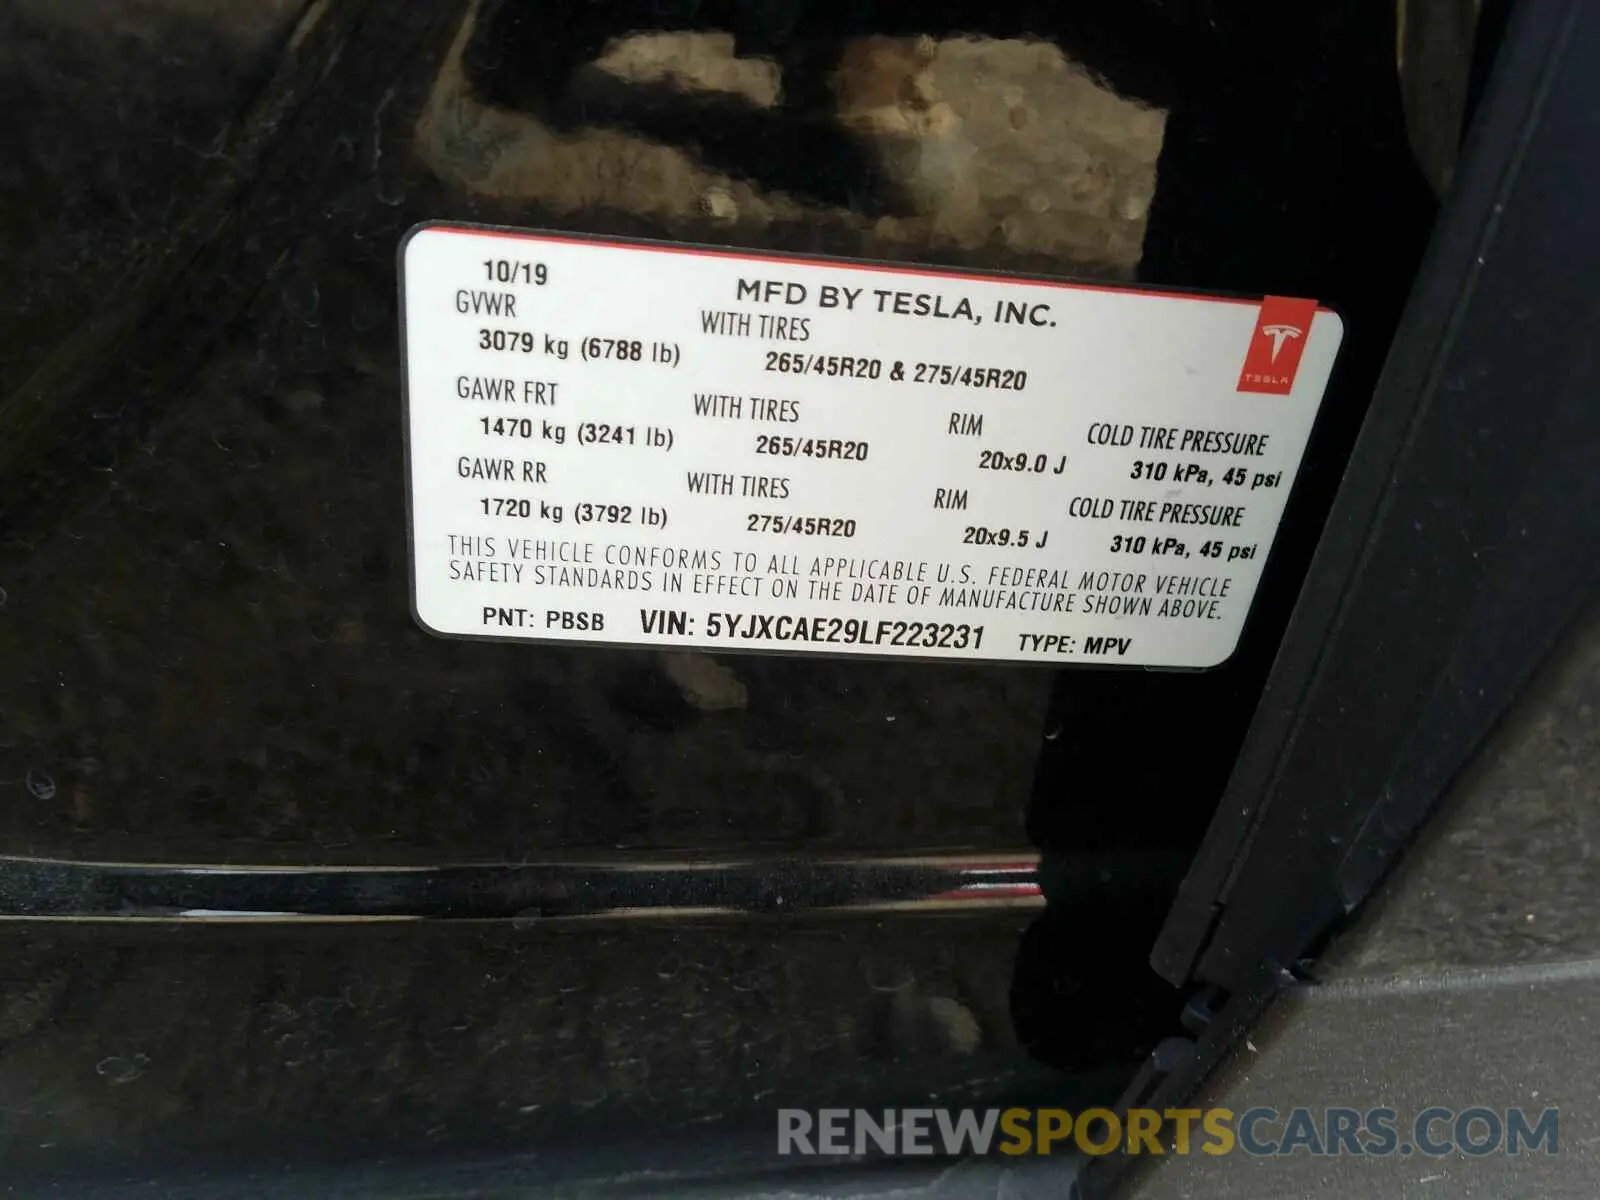 10/19
MFD BY TESLA, INC.
GVWR
WITH TIRES
3079 kg (6788 lb)
265/45R20 & 275/45R20
TESLA
GAWR FRT
WITH TIRES
RIM
COLD TIRE PRESSURE
1470 kg (3241 lb)
265/45R20
20x9.0 J
310 kPa, 45 psi
GAWR RR
WITH TIRES
RIM
COLD TIRE PRESSURE
1720 kg (3792 lb)
275/45R20
20x9.5 J
310 kPa, 45 psi
THIS VEHICLE CONFORMS TO ALL APPLICABLE U.S. FEDERAL MOTOR VEHICLE
SAFETY STANDARDS IN EFFECT ON THE DATE OF MANUFACTURE SHOWN ABOVE.
PNT: PBSB VIN: 5YJXCAE29LF223231 TYPE: MPV
RENEWSPORTSCARS.COM